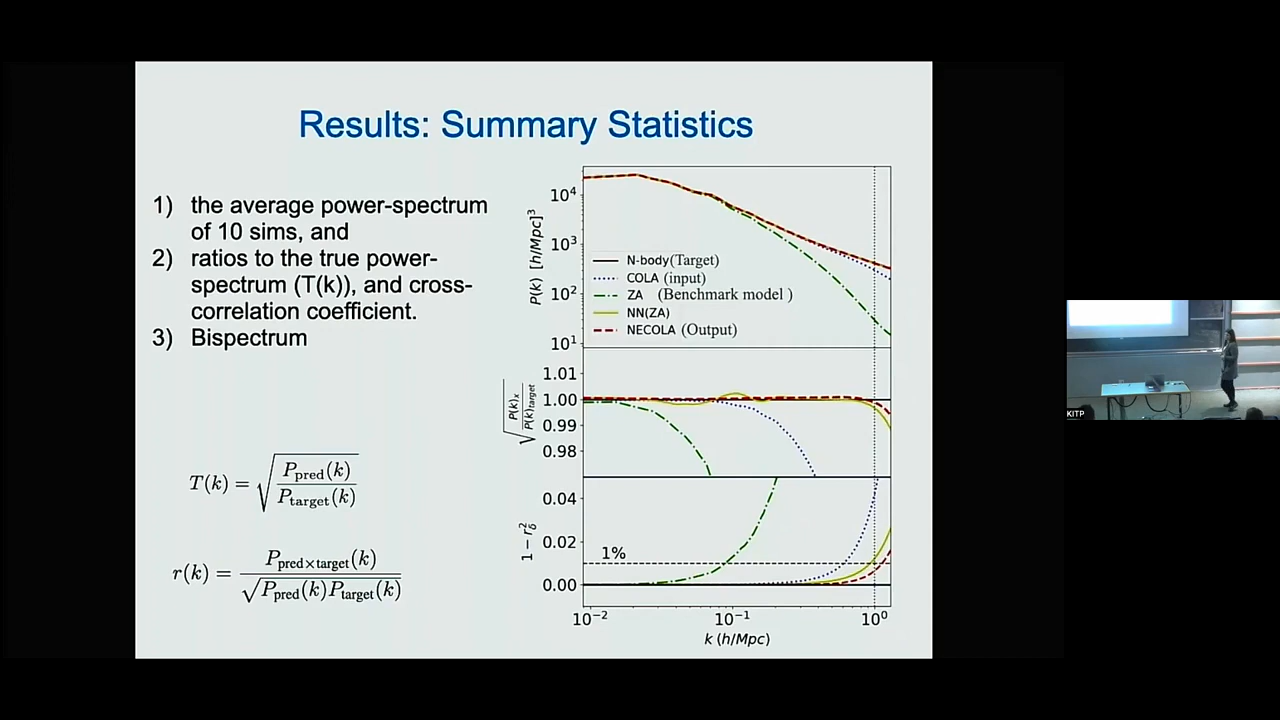 Results: Summary Statistics
1) the average power-spectrum
of 10 sims, and
2) ratios to the true power-
spectrum (T(k)), and cross-
correlation coefficient.
3) Bispectrum
T(k) = √(P_pred(k) / P_target(k))
r(k) = P_pred×target(k) / √(P_pred(k)P_target(k))
P(k) [h/Mpc]^3
10^4
10^3
10^2
10^1
N-body(Target)
COLA (input)
ZA (Benchmark model )
NN(ZA)
NECOLA (Output)
√(P(k)_x / P(k)_target)
1.01
1.00
0.99
0.98
1 − r_δ^2
0.04
0.02
0.00
1%
10^−2
10^−1
10^0
k (h/Mpc)
KITP